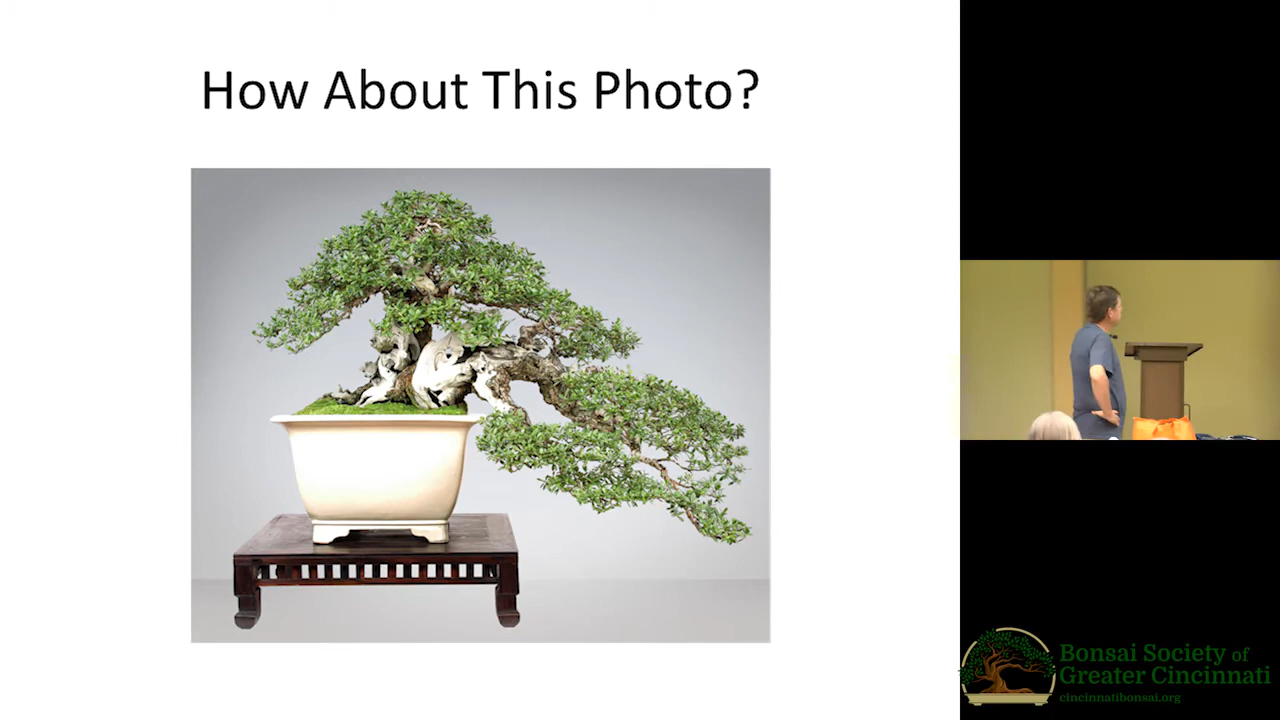 How About This Photo?
Bonsai Society of
Greater Cincinnati
cincinnatibonsai.org